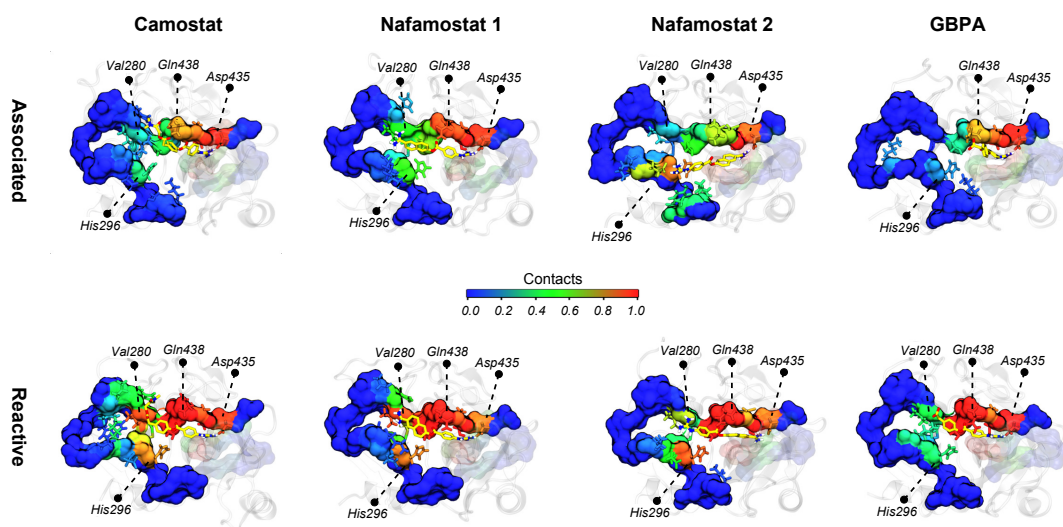 Camostat
Nafamostat 1
Nafamostat 2
GBPA
Associated
Val280
Gln438
Asp435
His296
Val280
Gln438
Asp435
His296
Val280
Gln438
Asp435
His296
Gln438
Asp435
His296
Contacts
0.0 0.2 0.4 0.6 0.8 1.0
Reactive
Val280
Gln438
Asp435
His296
Val280
Gln438
Asp435
His296
Val280
Gln438
Asp435
His296
Val280
Gln438
Asp435
His296